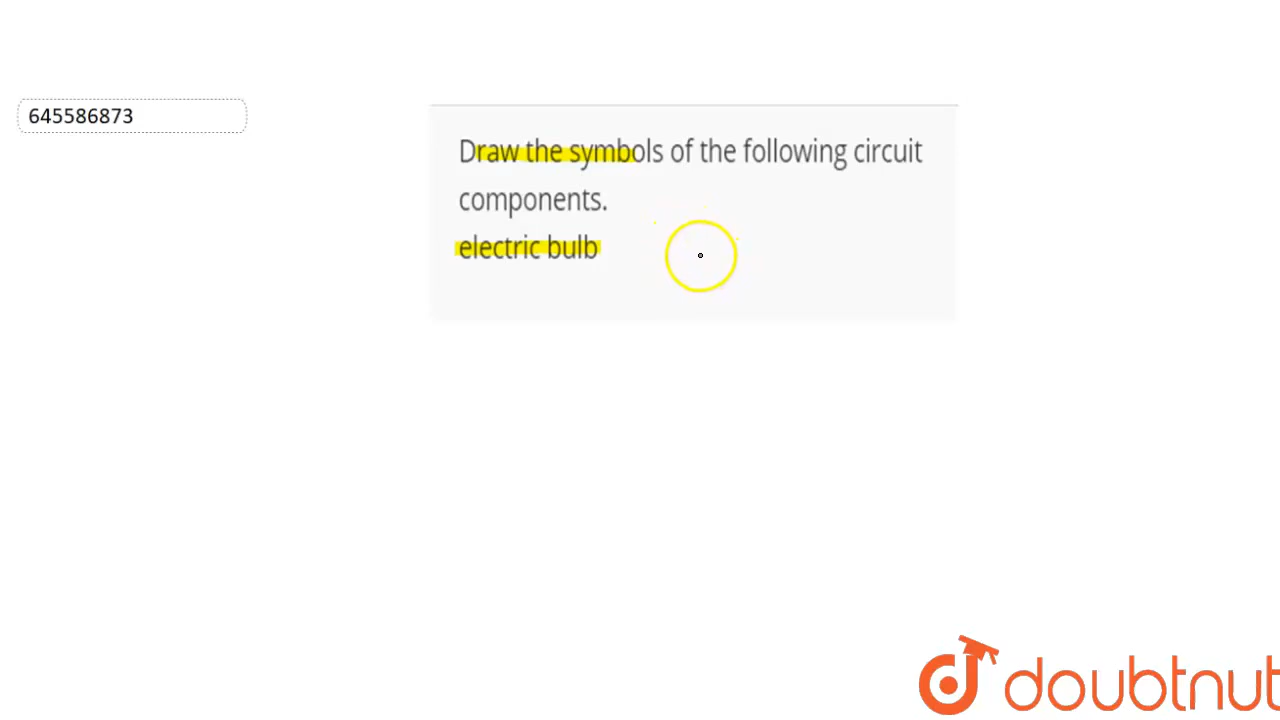 645586873
Draw the symbols of the following circuit
components.
electric bulb
doubtnut